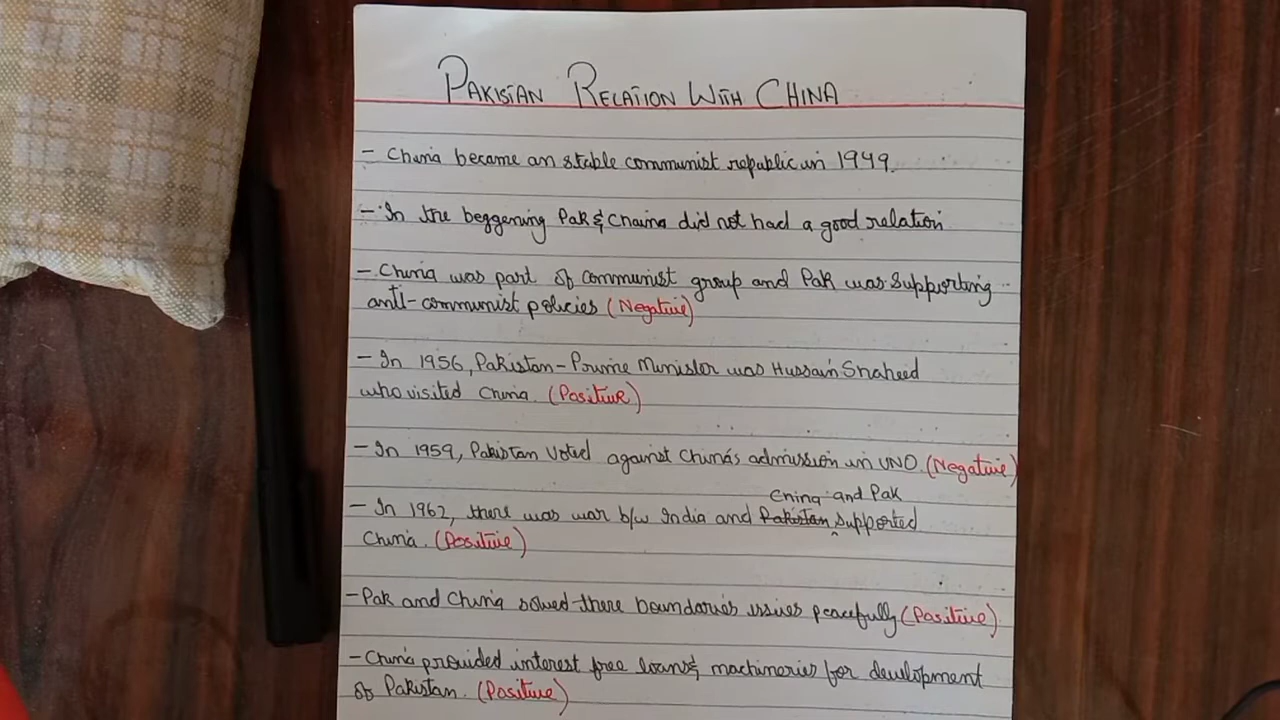 PAKISTAN RELATION WITH CHINA
- China became an stable communist republic in 1949.
- In the beggening Pak & Chaina did not had a good relation.
- China was part of communist group and Pak was supporting
anti-communist policies (Negative)
- In 1956, Pakistan-Prime Minister was Hussain Shaheed
who visited China. (Positive)
- In 1959, Pakistan voted against China's admission in UNO. (Negative)
China and Pak
- In 1962, there was war b/w India and Pakistan supported
China. (Positive)
- Pak and China solved there boundaries issues peacefully (Positive)
- China provided interest free loans & machineries for development
of Pakistan. (Positive)